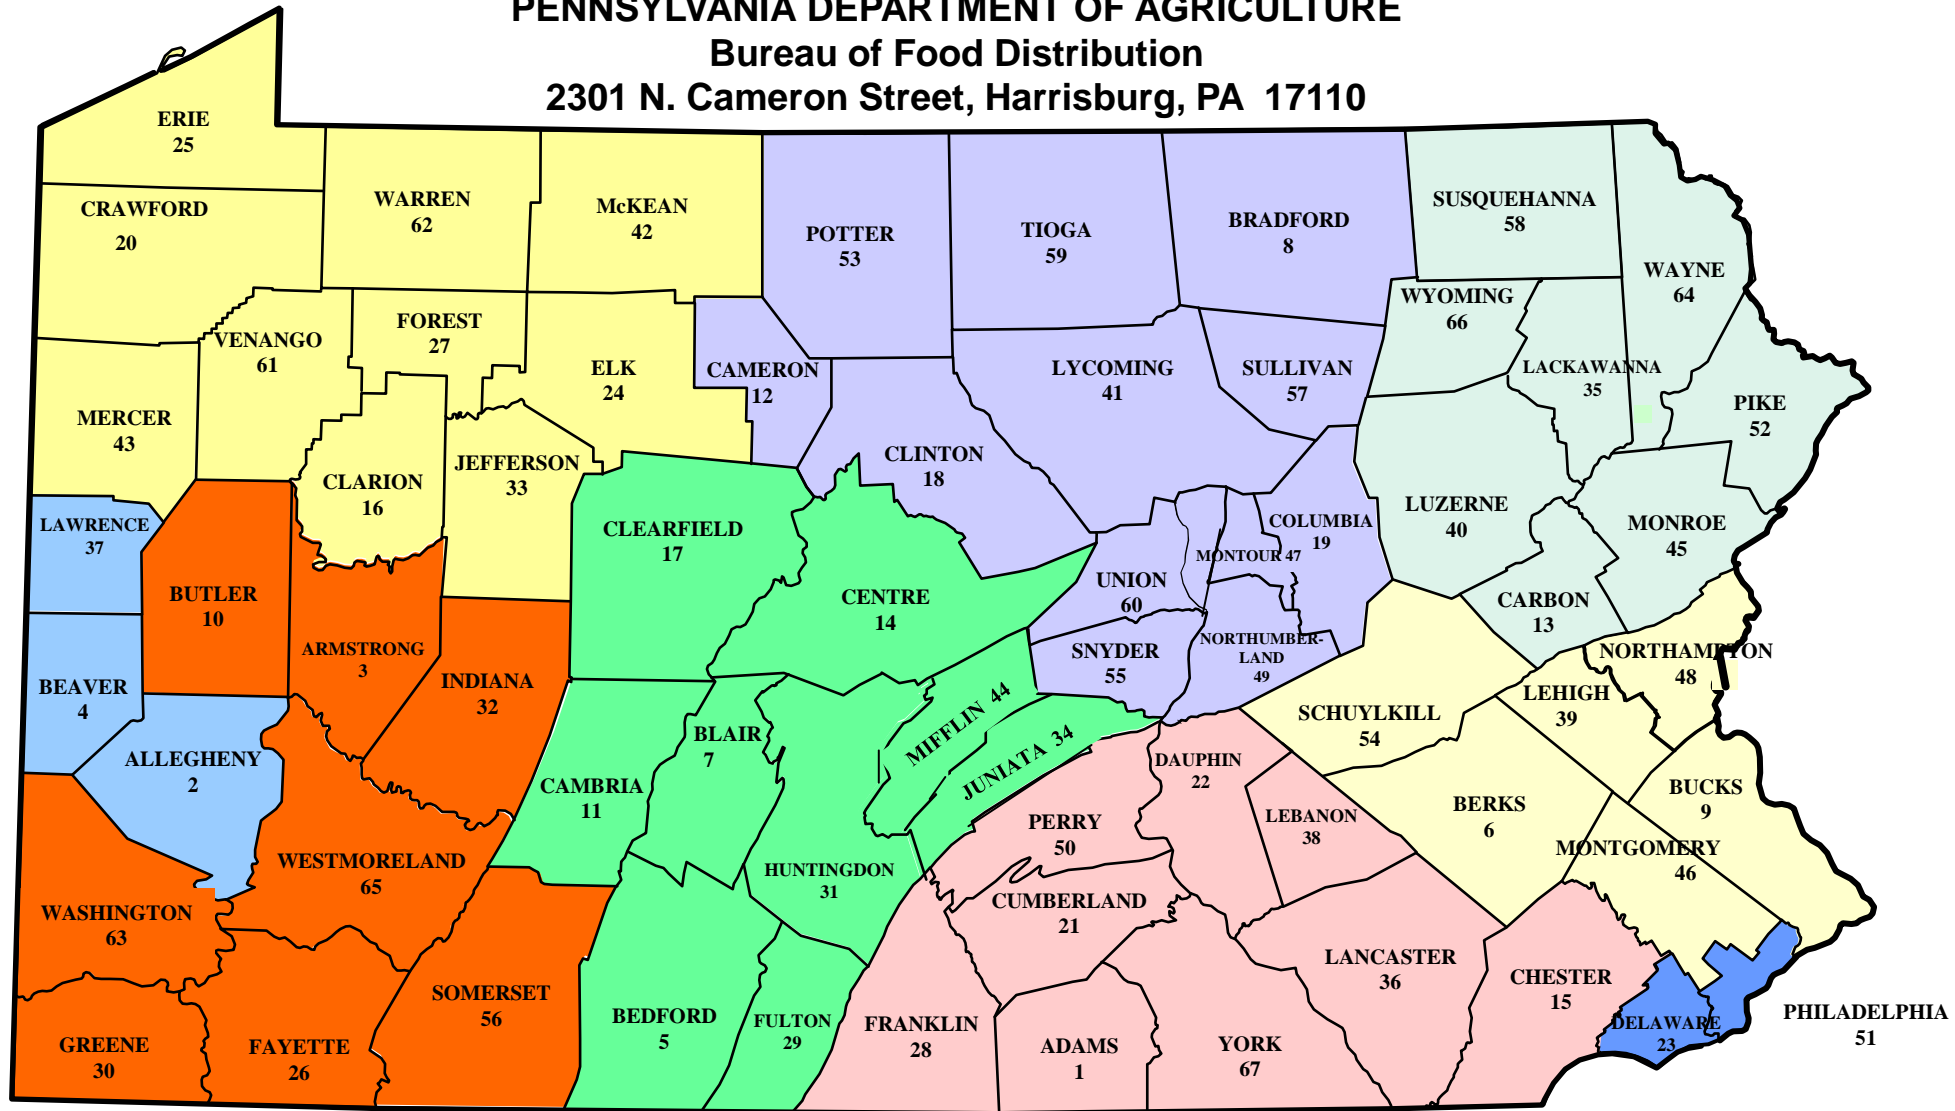 PENNSYLVANIA DEPARTMENT OF AGRICULTURE
Bureau of Food Distribution
2301 N. Cameron Street, Harrisburg, PA 17110
ERIE
25
CRAWFORD
20
WARREN
62
McKEAN
42
POTTER
53
TIOGA
59
BRADFORD
8
SUSQUEHANNA
58
WAYNE
64
WYOMING
66
LACKAWANNA
35
PIKE
52
VENANGO
61
FOREST
27
ELK
24
CAMERON
12
LYCOMING
41
SULLIVAN
57
MERCER
43
CLARION
16
JEFFERSON
33
CLINTON
18
CLEARFIELD
17
COLUMBIA
19
MONTOUR 47
LUZERNE
40
MONROE
45
LAWRENCE
37
BUTLER
10
CENTRE
14
UNION
60
CARBON
13
ARMSTRONG
3
INDIANA
32
SNYDER
55
NORTHUMBER-
LAND
49
NORTHAMPTON
48
BEAVER
4
LEHIGH
39
SCHUYLKILL
54
ALLEGHENY
2
BLAIR
7
MIFFLIN 44
JUNIATA 34
DAUPHIN
22
CAMBRIA
11
BUCKS
9
BERKS
6
LEBANON
38
PERRY
50
MONTGOMERY
46
WESTMORELAND
65
HUNTINGDON
31
CUMBERLAND
21
WASHINGTON
63
LANCASTER
36
CHESTER
15
SOMERSET
56
BEDFORD
5
FULTON
29
FRANKLIN
28
ADAMS
1
YORK
67
DELAWARE
23
PHILADELPHIA
51
GREENE
30
FAYETTE
26